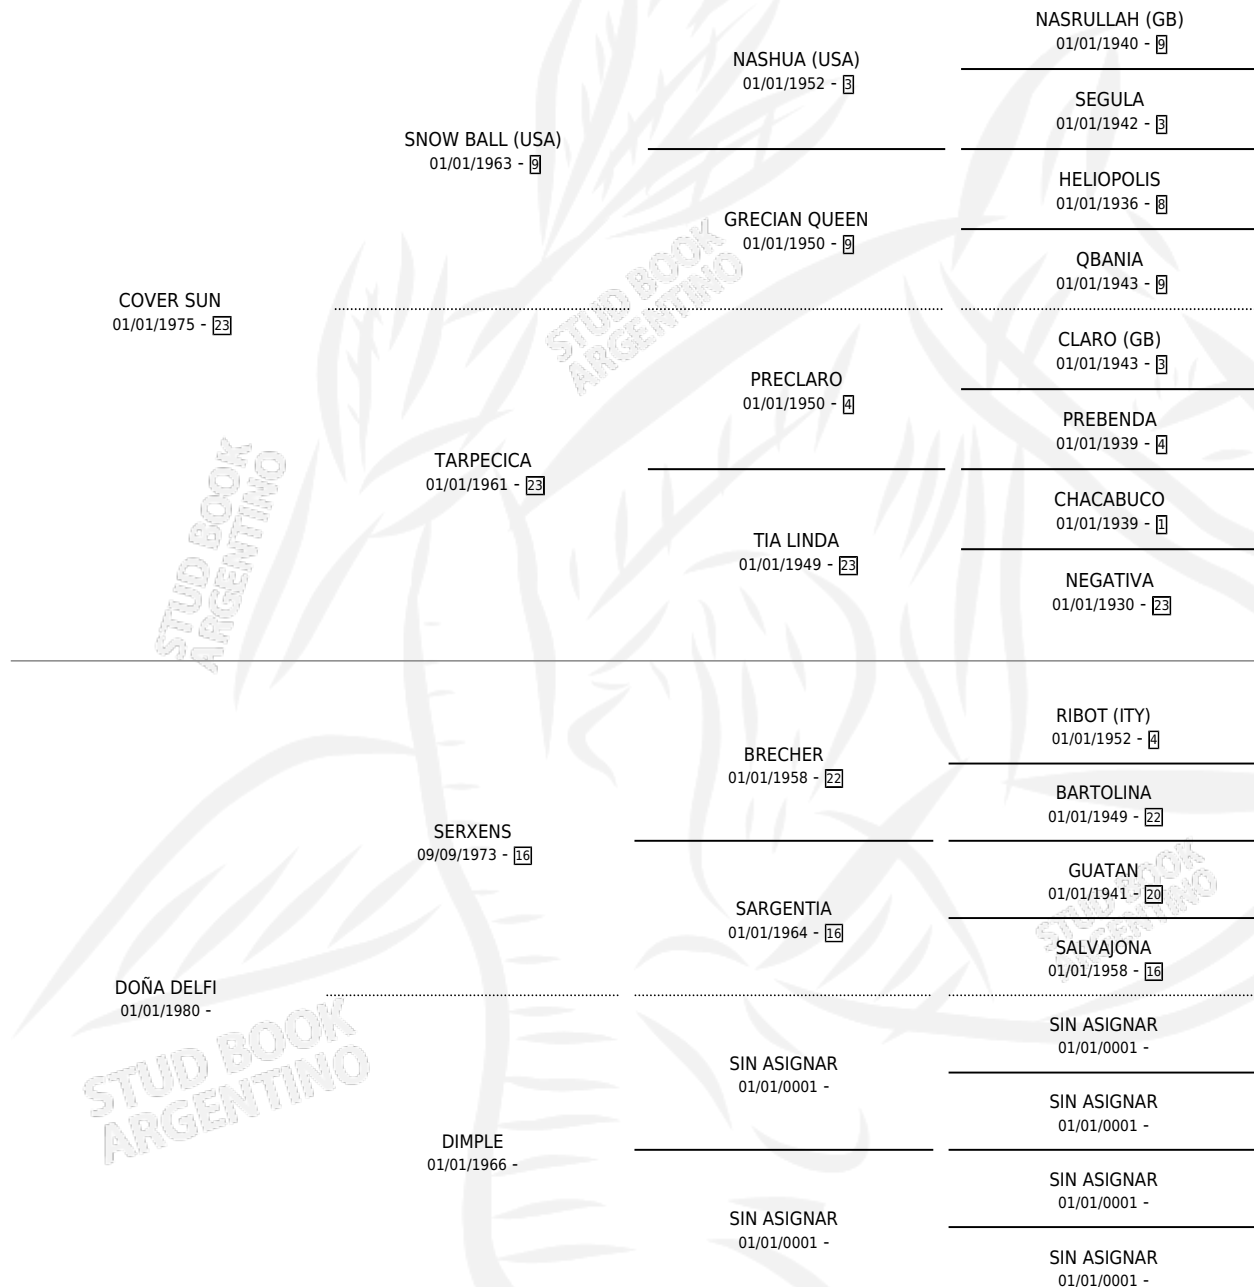 COVER SUN
01/01/1975 - 23
SNOW BALL (USA)
01/01/1963 - 9
NASHUA (USA)
01/01/1952 - 3
NASRULLAH (GB)
01/01/1940 - 9
SEGULA
01/01/1942 - 3
GRECIAN QUEEN
01/01/1950 - 9
HELIOPOLIS
01/01/1936 - 8
QBANIA
01/01/1943 - 9
TARPECICA
01/01/1961 - 23
PRECLARO
01/01/1950 - 4
CLARO (GB)
01/01/1943 - 3
PREBENDA
01/01/1939 - 4
TIA LINDA
01/01/1949 - 23
CHACABUCO
01/01/1939 - 1
NEGATIVA
01/01/1930 - 23
DOÑA DELFI
01/01/1980 -
SERXENS
09/09/1973 - 16
BRECHER
01/01/1958 - 22
RIBOT (ITY)
01/01/1952 - 4
BARTOLINA
01/01/1949 - 22
SARGENTIA
01/01/1964 - 16
GUATAN
01/01/1941 - 20
SALVAJONA
01/01/1958 - 16
DIMPLE
01/01/1966 -
SIN ASIGNAR
01/01/0001 -
SIN ASIGNAR
01/01/0001 -
SIN ASIGNAR
01/01/0001 -
SIN ASIGNAR
01/01/0001 -
SIN ASIGNAR
01/01/0001 -
SIN ASIGNAR
01/01/0001 -
STUD BOOK
ARGENTINO
STUD BOOK
ARGENTINO
STUD BOOK
ARGENTINO
STUD BOOK
ARGENTINO